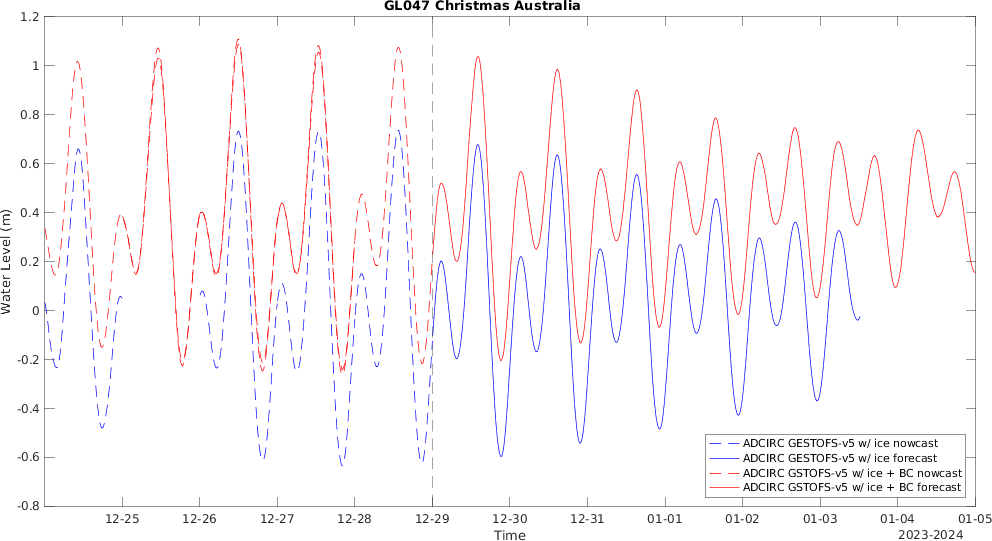 GL047 Christmas Australia
1.2
1
0.8
0.6
0.4
0.2
0
-0.2
-0.4
-0.6
-0.8
Water Level (m)
ADCIRC GESTOFS-v5 w/ ice nowcast
ADCIRC GESTOFS-v5 w/ ice forecast
ADCIRC GSTOFS-v5 w/ ice + BC nowcast
ADCIRC GSTOFS-v5 w/ ice + BC forecast
12-25 12-26 12-27 12-28 12-29 12-30 12-31 01-01 01-02 01-03 01-04 01-05
Time
2023-2024